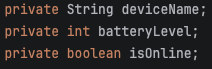 private String deviceName;
private int batteryLevel;
private boolean isOnline;